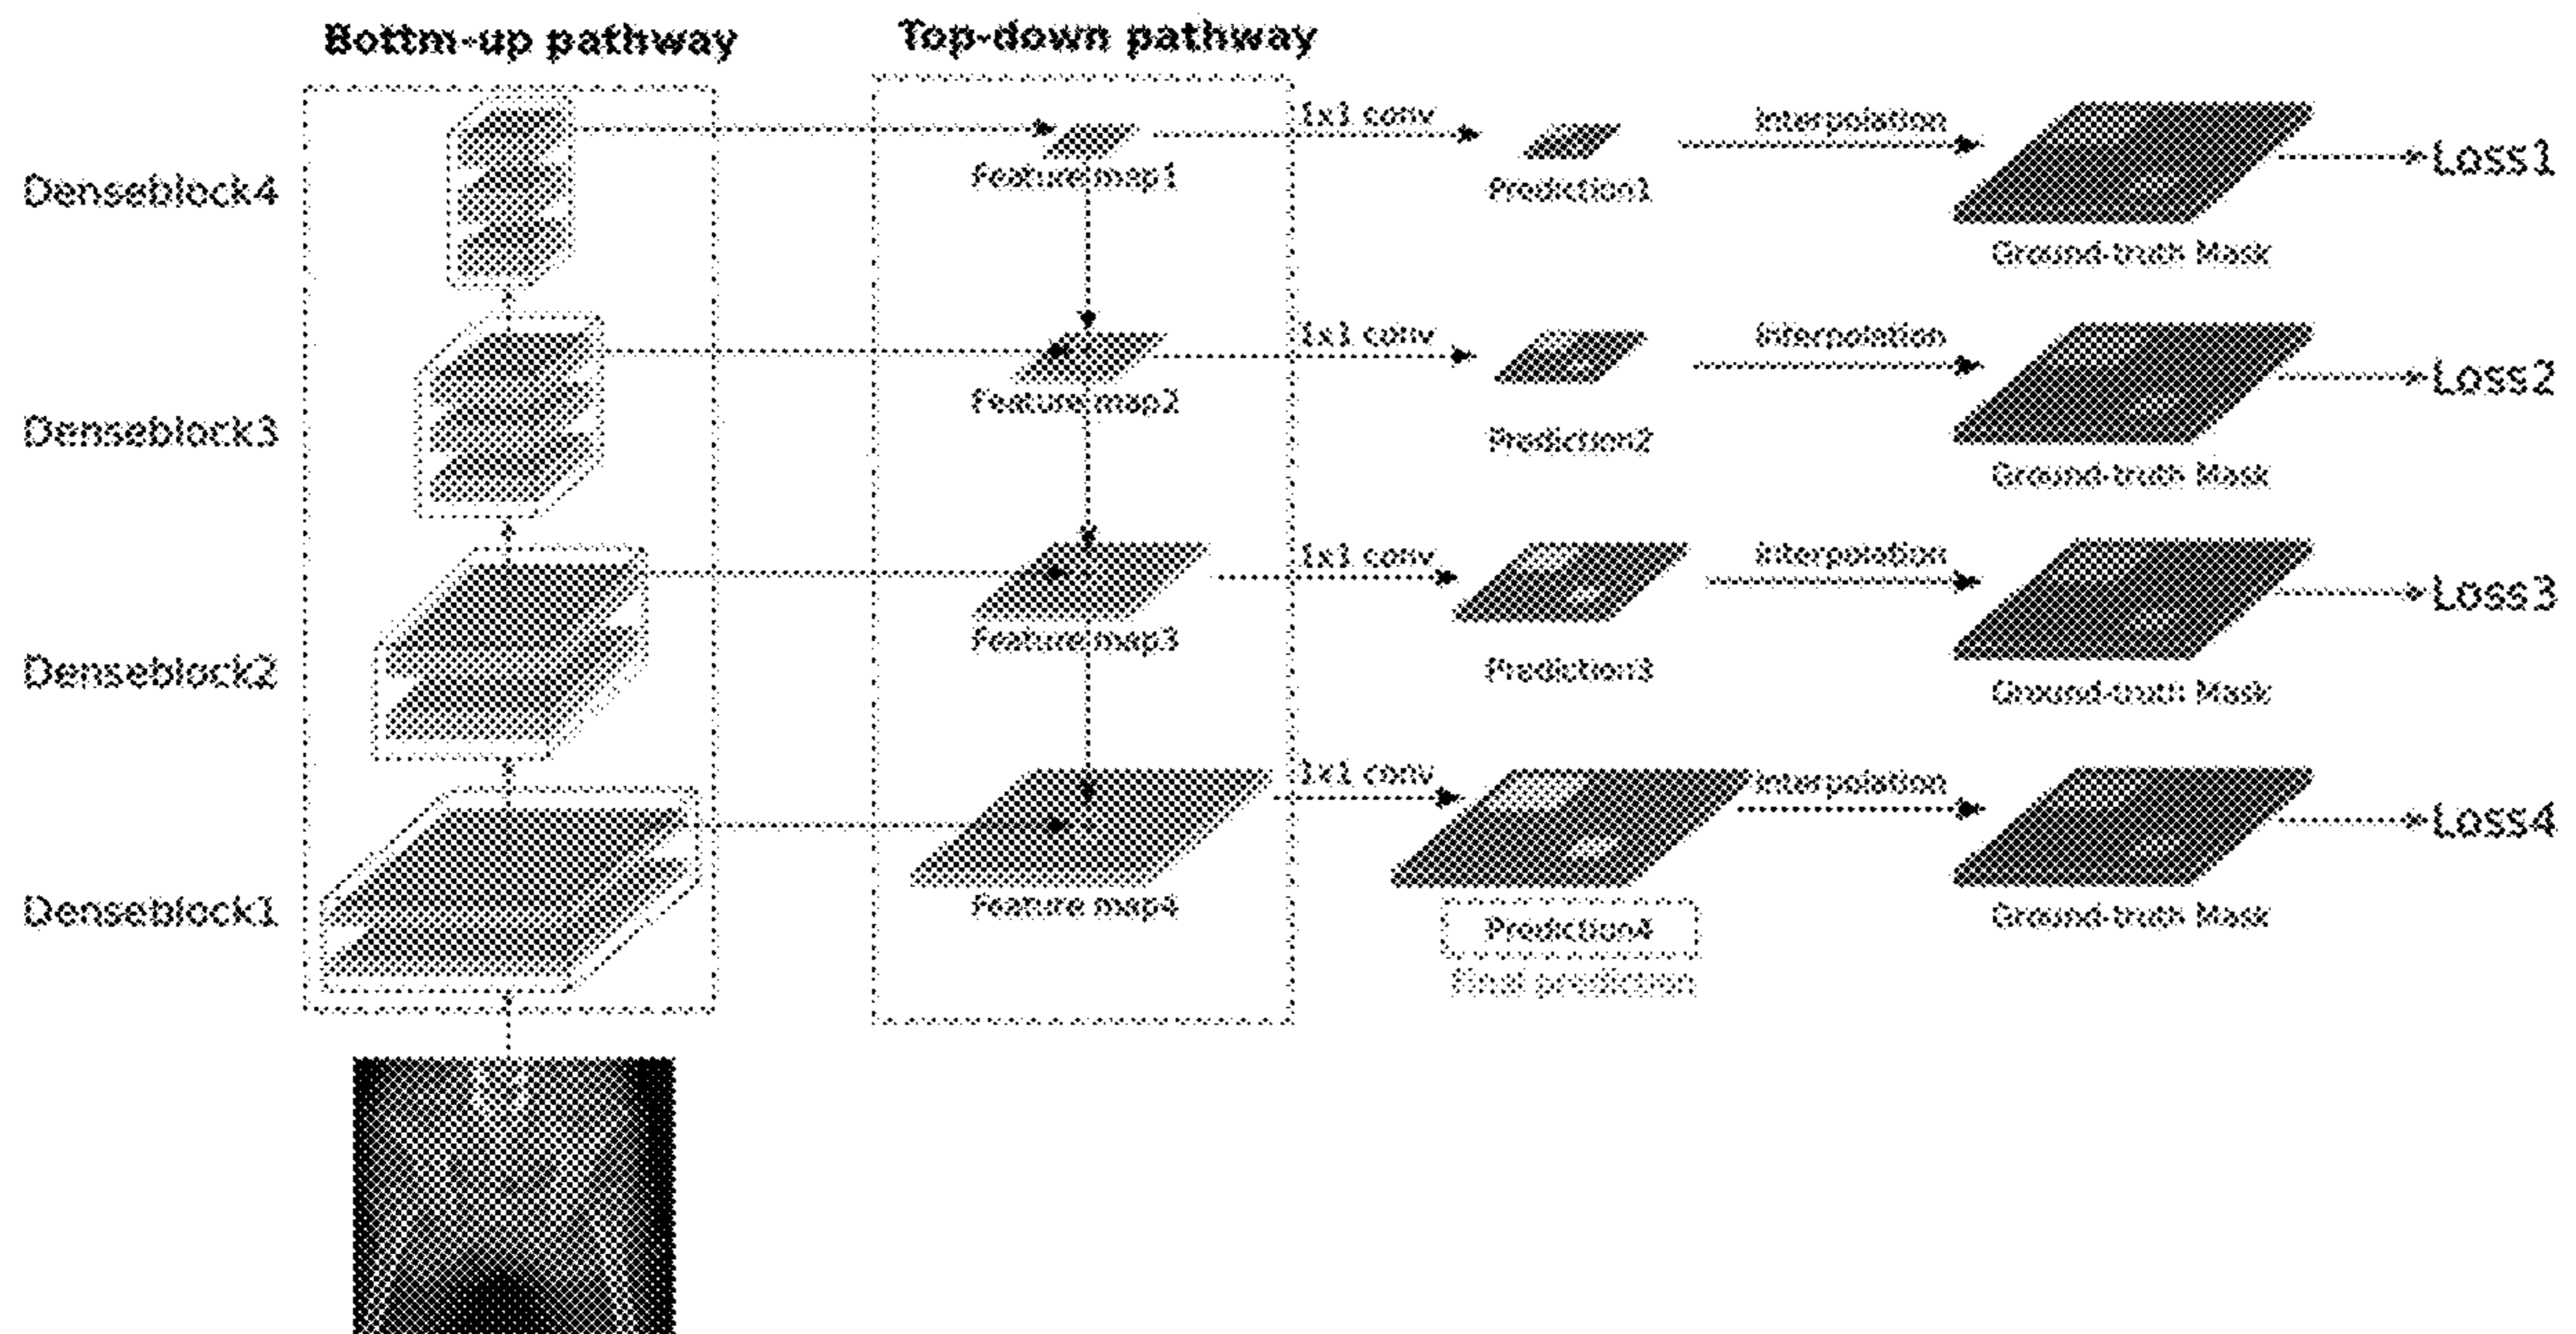 Bottm-up pathway
Top-down pathway
Denseblock4
1x1 conv
Interpolation
Feature map1
Prediction1
Loss1
Ground-truth Mask
Denseblock3
1x1 conv
Interpolation
Feature map2
Prediction2
Loss2
Ground-truth Mask
Denseblock2
1x1 conv
Interpolation
Feature map3
Prediction3
Loss3
Ground-truth Mask
Denseblock1
1x1 conv
Interpolation
Feature map4
Prediction4
Final prediction
Loss4
Ground-truth Mask